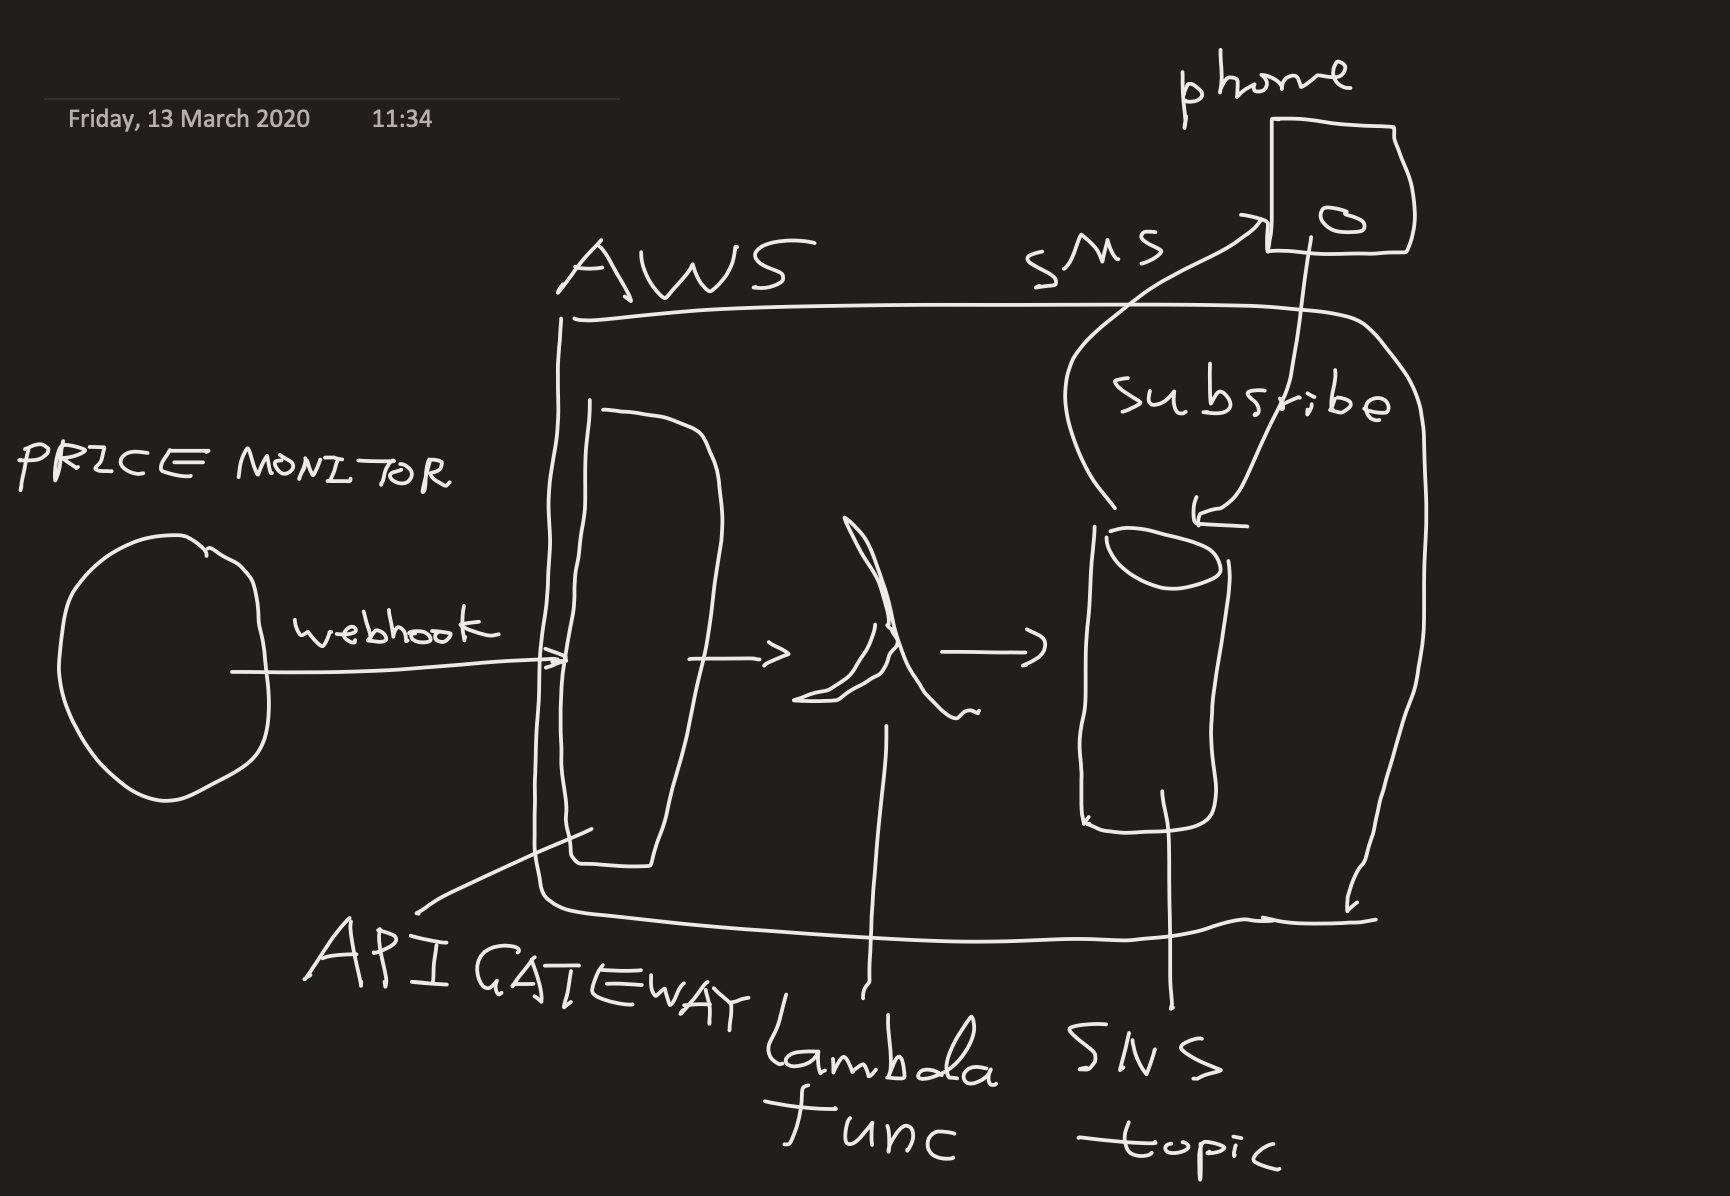 Friday, 13 March 2020 11:34
phone
AWS
SMS
subsribe
PRICE MONITOR
webhook
API GATEWAY
lambda
func
SNS
topic